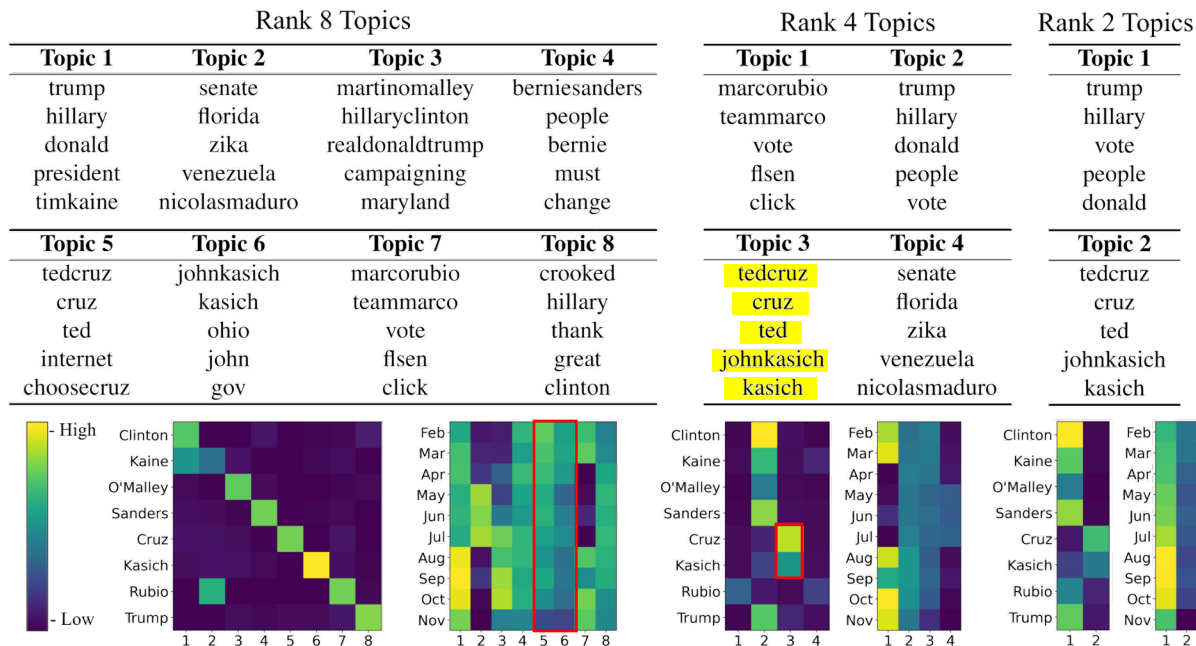 Rank 8 Topics
Rank 4 Topics
Rank 2 Topics
Topic 1 Topic 2 Topic 3 Topic 4
trump senate martinomalley berniesanders
hillary florida hillaryclinton people
donald zika realdonaldtrump bernie
president venezuela campaigning must
timkaine nicolasmaduro maryland change
Topic 5 Topic 6 Topic 7 Topic 8
tedcruz johnkasich marcorubio crooked
cruz kasich teammarco hillary
ted ohio vote thank
internet john flsen great
choosecruz gov click clinton
Topic 1 Topic 2
marcorubio trump
teammarco hillary
vote donald
flsen people
click vote
Topic 3 Topic 4
tedcruz senate
cruz florida
ted zika
johnkasich venezuela
kasich nicolasmaduro
Topic 1
trump
hillary
vote
people
donald
Topic 2
tedcruz
cruz
ted
johnkasich
kasich
- High
- Low
Clinton
Kaine
O'Malley
Sanders
Cruz
Kasich
Rubio
Trump
1 2 3 4 5 6 7 8
Feb
Mar
Apr
May
Jun
Jul
Aug
Sep
Oct
Nov
1 2 3 4 5 6 7 8
Clinton
Kaine
O'Malley
Sanders
Cruz
Kasich
Rubio
Trump
1 2 3 4
Feb
Mar
Apr
May
Jun
Jul
Aug
Sep
Oct
Nov
1 2 3 4
Clinton
Kaine
O'Malley
Sanders
Cruz
Kasich
Rubio
Trump
1 2
Feb
Mar
Apr
May
Jun
Jul
Aug
Sep
Oct
Nov
1 2